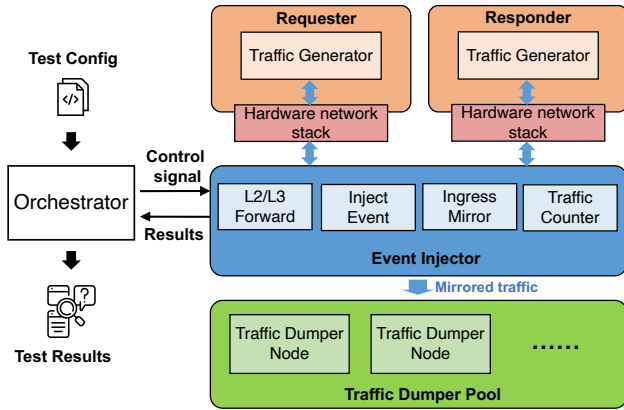 Requester
Traffic Generator
Hardware network
stack
Responder
Traffic Generator
Hardware network
stack
Test Config
</>
Orchestrator
Control
signal
Results
?
Test Results
L2/L3
Forward
Inject
Event
Ingress
Mirror
Traffic
Counter
Event Injector
Mirrored traffic
Traffic Dumper
Node
Traffic Dumper
Node
......
Traffic Dumper Pool